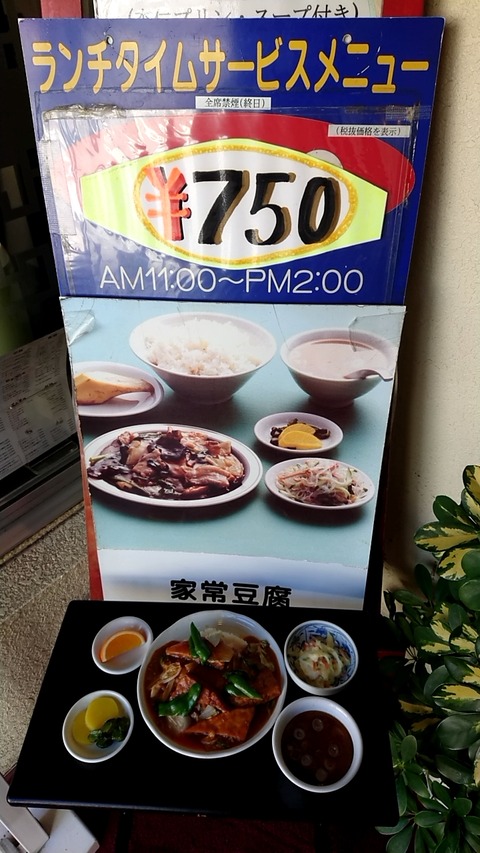 (杏仁プリン・スープ付き)
ランチタイムサービスメニュー
全席禁煙(終日)
(税抜価格を表示)
¥750
AM11:00～PM2:00
家常豆腐